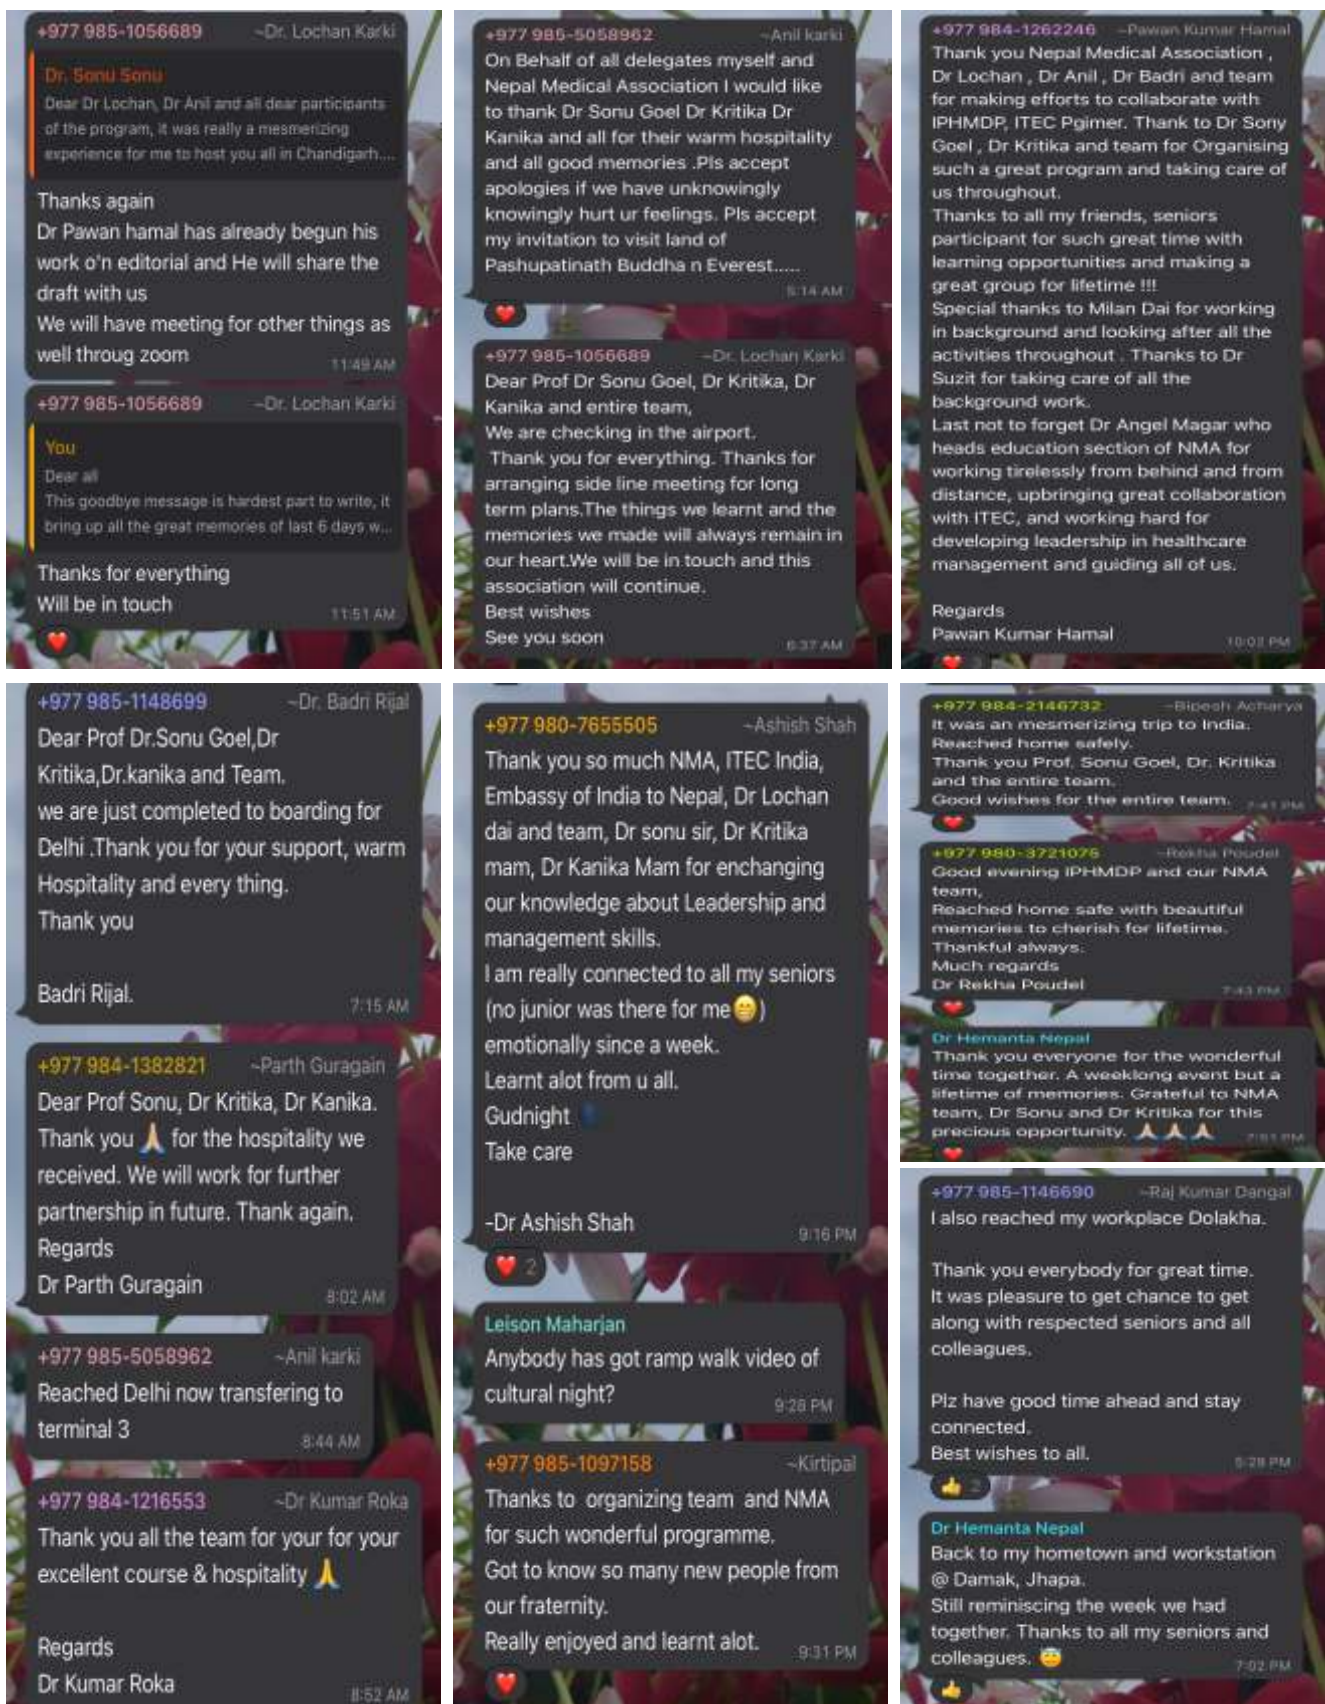 +977 985-1056689 ~Dr. Lochan Karki
Dr. Sonu Sonu
Dear Dr Lochan, Dr Anil and all dear participants
of the program, it was really a mesmerizing
experience for me to host you all in Chandigarh....
Thanks again
Dr Pawan hamal has already begun his
work o'n editorial and He will share the
draft with us
We will have meeting for other things as
well throug zoom
11:49 AM
+977 985-1056689 ~Dr. Lochan Karki
You
Dear all
This goodbye message is hardest part to write, it
bring up all the great memories of last 6 days w...
Thanks for everything
Will be in touch
11:51 AM
+977 985-5058962 ~Anil karki
On Behalf of all delegates myself and
Nepal Medical Association I would like
to thank Dr Sonu Goel Dr Kritika Dr
Kanika and all for their warm hospitality
and all good memories .Pls accept
apologies if we have unknowingly
knowingly hurt ur feelings. Pls accept
my invitation to visit land of
Pashupatinath Buddha n Everest.....
5:14 AM
❤️
+977 985-1056689 ~Dr. Lochan Karki
Dear Prof Dr Sonu Goel, Dr Kritika, Dr
Kanika and entire team,
We are checking in the airport.
Thank you for everything. Thanks for
arranging side line meeting for long
term plans.The things we learnt and the
memories we made will always remain in
our heart.We will be in touch and this
association will continue.
Best wishes
See you soon
6:37 AM
+977 984-1262246 ~Pawan Kumar Hamal
Thank you Nepal Medical Association ,
Dr Lochan , Dr Anil , Dr Badri and team
for making efforts to collaborate with
IPHMDP, ITEC Pgimer. Thank to Dr Sony
Goel , Dr Kritika and team for Organising
such a great program and taking care of
us throughout.
Thanks to all my friends, seniors
participant for such great time with
learning opportunities and making a
great group for lifetime !!!
Special thanks to Milan Dai for working
in background and looking after all the
activities throughout . Thanks to Dr
Suzit for taking care of all the
background work.
Last not to forget Dr Angel Magar who
heads education section of NMA for
working tirelessly from behind and from
distance, upbringing great collaboration
with ITEC, and working hard for
developing leadership in healthcare
management and guiding all of us.
Regards
Pawan Kumar Hamal
10:02 PM
+977 985-1148699 ~Dr. Badri Rijal
Dear Prof Dr.Sonu Goel,Dr
Kritika,Dr.kanika and Team.
we are just completed to boarding for
Delhi .Thank you for your support, warm
Hospitality and every thing.
Thank you
Badri Rijal.
7:15 AM
+977 984-1382821 ~Parth Guragain
Dear Prof Sonu, Dr Kritika, Dr Kanika.
Thank you 🙏 for the hospitality we
received. We will work for further
partnership in future. Thank again.
Regards
Dr Parth Guragain
8:02 AM
+977 985-5058962 ~Anil karki
Reached Delhi now transfering to
terminal 3
8:44 AM
+977 984-1216553 ~Dr Kumar Roka
Thank you all the team for your for your
excellent course & hospitality 🙏
Regards
Dr Kumar Roka
8:52 AM
+977 980-7655505 ~Ashish Shah
Thank you so much NMA, ITEC India,
Embassy of India to Nepal, Dr Lochan
dai and team, Dr sonu sir, Dr Kritika
mam, Dr Kanika Mam for enchanging
our knowledge about Leadership and
management skills.
I am really connected to all my seniors
(no junior was there for me😁)
emotionally since a week.
Learnt alot from u all.
Gudnight
Take care
-Dr Ashish Shah
9:16 PM
❤️ 2
Leison Maharjan
Anybody has got ramp walk video of
cultural night?
9:28 PM
+977 985-1097158 ~Kirtipal
Thanks to organizing team and NMA
for such wonderful programme.
Got to know so many new people from
our fraternity.
Really enjoyed and learnt alot.
9:31 PM
+977 984-2146732 ~Bipesh Acharya
It was an mesmerizing trip to India.
Reached home safely.
Thank you Prof. Sonu Goel, Dr. Kritika
and the entire team.
Good wishes for the entire team.
7:41 PM
+977 980-3721075 ~Rekha Poudel
Good evening IPHMDP and our NMA
team,
Reached home safe with beautiful
memories to cherish for lifetime.
Thankful always.
Much regards
Dr Rekha Poudel
7:43 PM
Dr Hemanta Nepal
Thank you everyone for the wonderful
time together. A weeklong event but a
lifetime of memories. Grateful to NMA
team, Dr Sonu and Dr Kritika for this
precious opportunity. 🙏🙏🙏
7:51 PM
+977 985-1146690 ~Raj Kumar Dangal
I also reached my workplace Dolakha.
Thank you everybody for great time.
It was pleasure to get chance to get
along with respected seniors and all
colleagues.
Plz have good time ahead and stay
connected.
Best wishes to all.
5:28 PM
👍 2
Dr Hemanta Nepal
Back to my hometown and workstation
@ Damak, Jhapa.
Still reminiscing the week we had
together. Thanks to all my seniors and
colleagues. 😇
7:02 PM